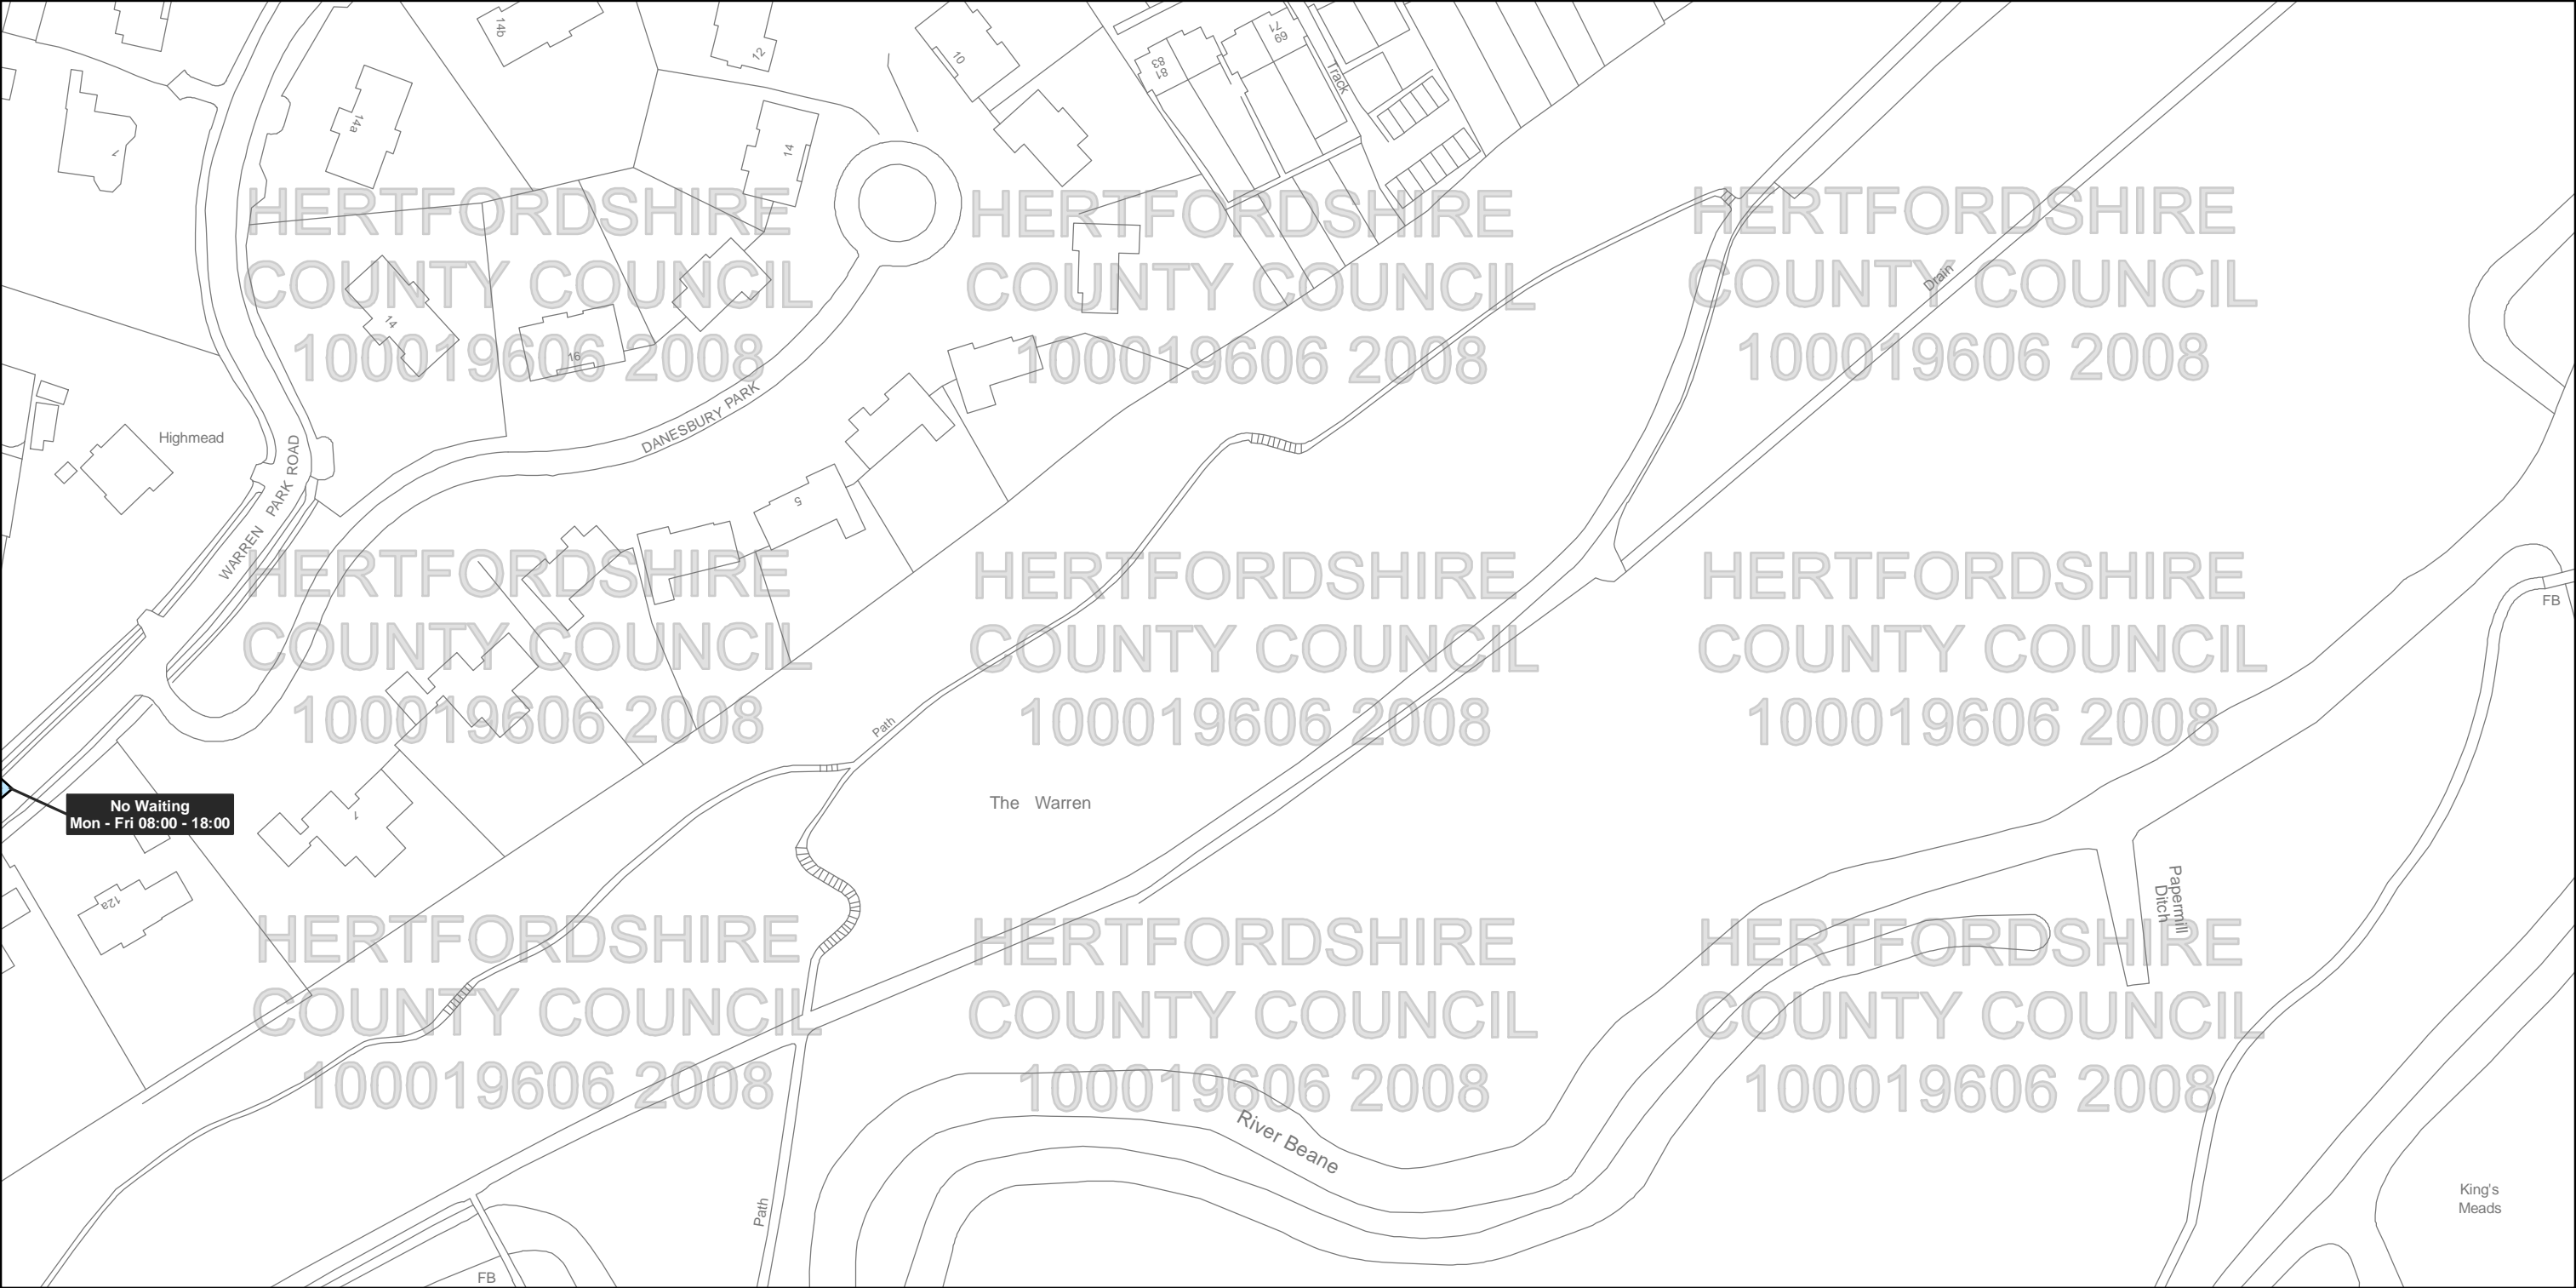 14b
12
10
71
69
83
81
Track
14a
14
1
HERTFORDSHIRE
COUNTY COUNCIL
100019606 2008
HERTFORDSHIRE
COUNTY COUNCIL
100019606 2008
HERTFORDSHIRE
COUNTY COUNCIL
100019606 2008
Drain
14
16
DANESBURY PARK
Highmead
WARREN PARK ROAD
5
HERTFORDSHIRE
COUNTY COUNCIL
100019606 2008
HERTFORDSHIRE
COUNTY COUNCIL
100019606 2008
HERTFORDSHIRE
COUNTY COUNCIL
100019606 2008
FB
Path
No Waiting
Mon - Fri 08:00 - 18:00
1
The Warren
12a
Papermill
Ditch
HERTFORDSHIRE
COUNTY COUNCIL
100019606 2008
HERTFORDSHIRE
COUNTY COUNCIL
100019606 2008
HERTFORDSHIRE
COUNTY COUNCIL
100019606 2008
River Beane
Path
King's
Meads
FB